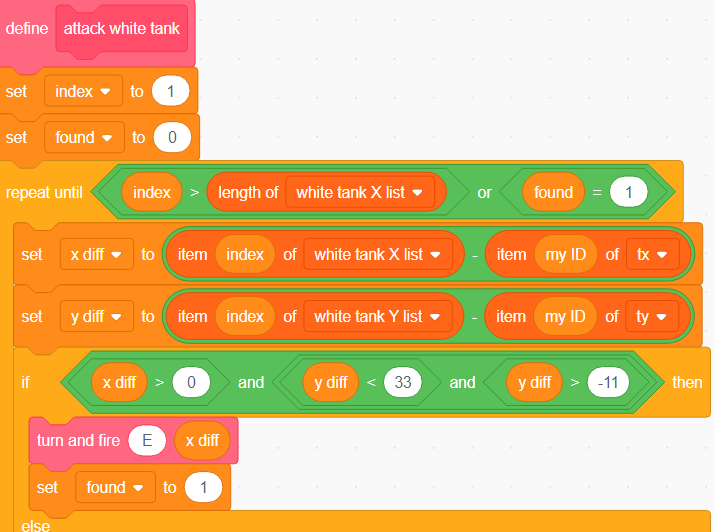 define attack white tank
set index to 1
set found to 0
repeat until index > length of white tank X list or found = 1
set x diff to item index of white tank X list - item my ID of tx
set y diff to item index of white tank Y list - item my ID of ty
if x diff > 0 and y diff < 33 and y diff > -11 then
turn and fire E x diff
set found to 1
else